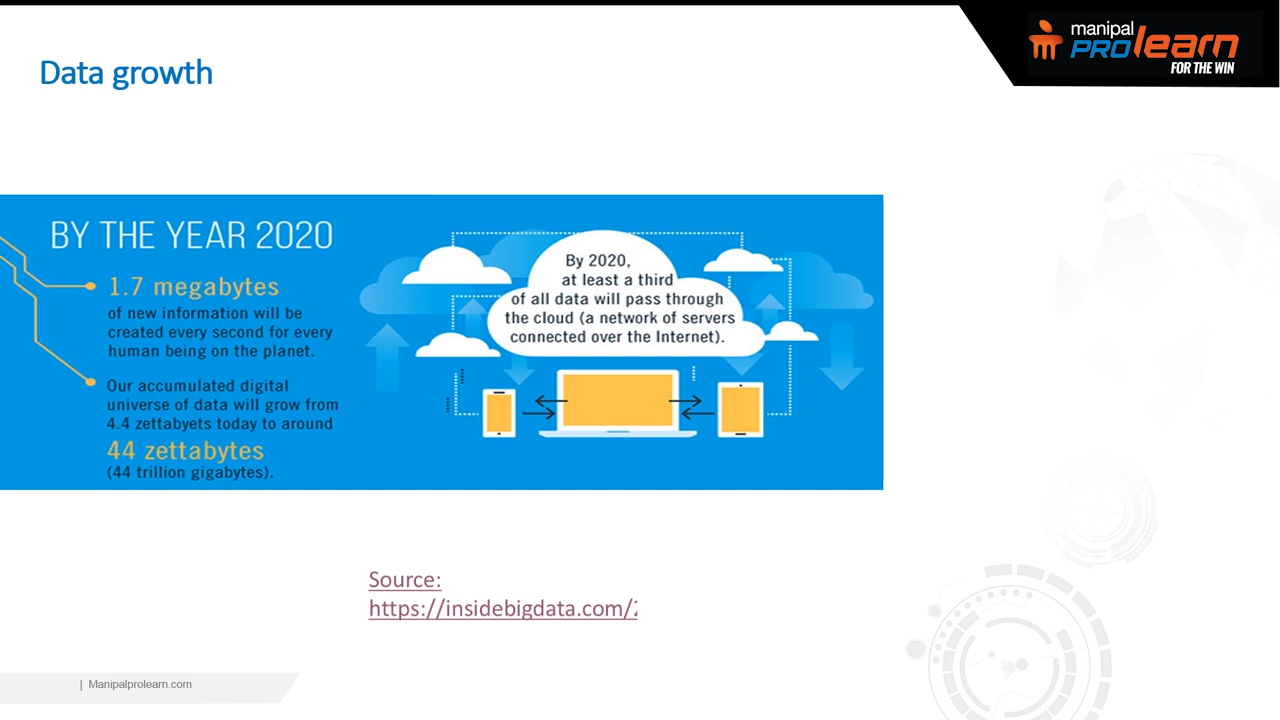 manipal
PROlearn
FOR THE WIN
Data growth
BY THE YEAR 2020
1.7 megabytes
of new information will be
created every second for every
human being on the planet.
Our accumulated digital
universe of data will grow from
4.4 zettabyets today to around
44 zettabytes
(44 trillion gigabytes).
By 2020,
at least a third
of all data will pass through
the cloud (a network of servers
connected over the Internet).
Source:
https://insidebigdata.com/
| Manipalprolearn.com